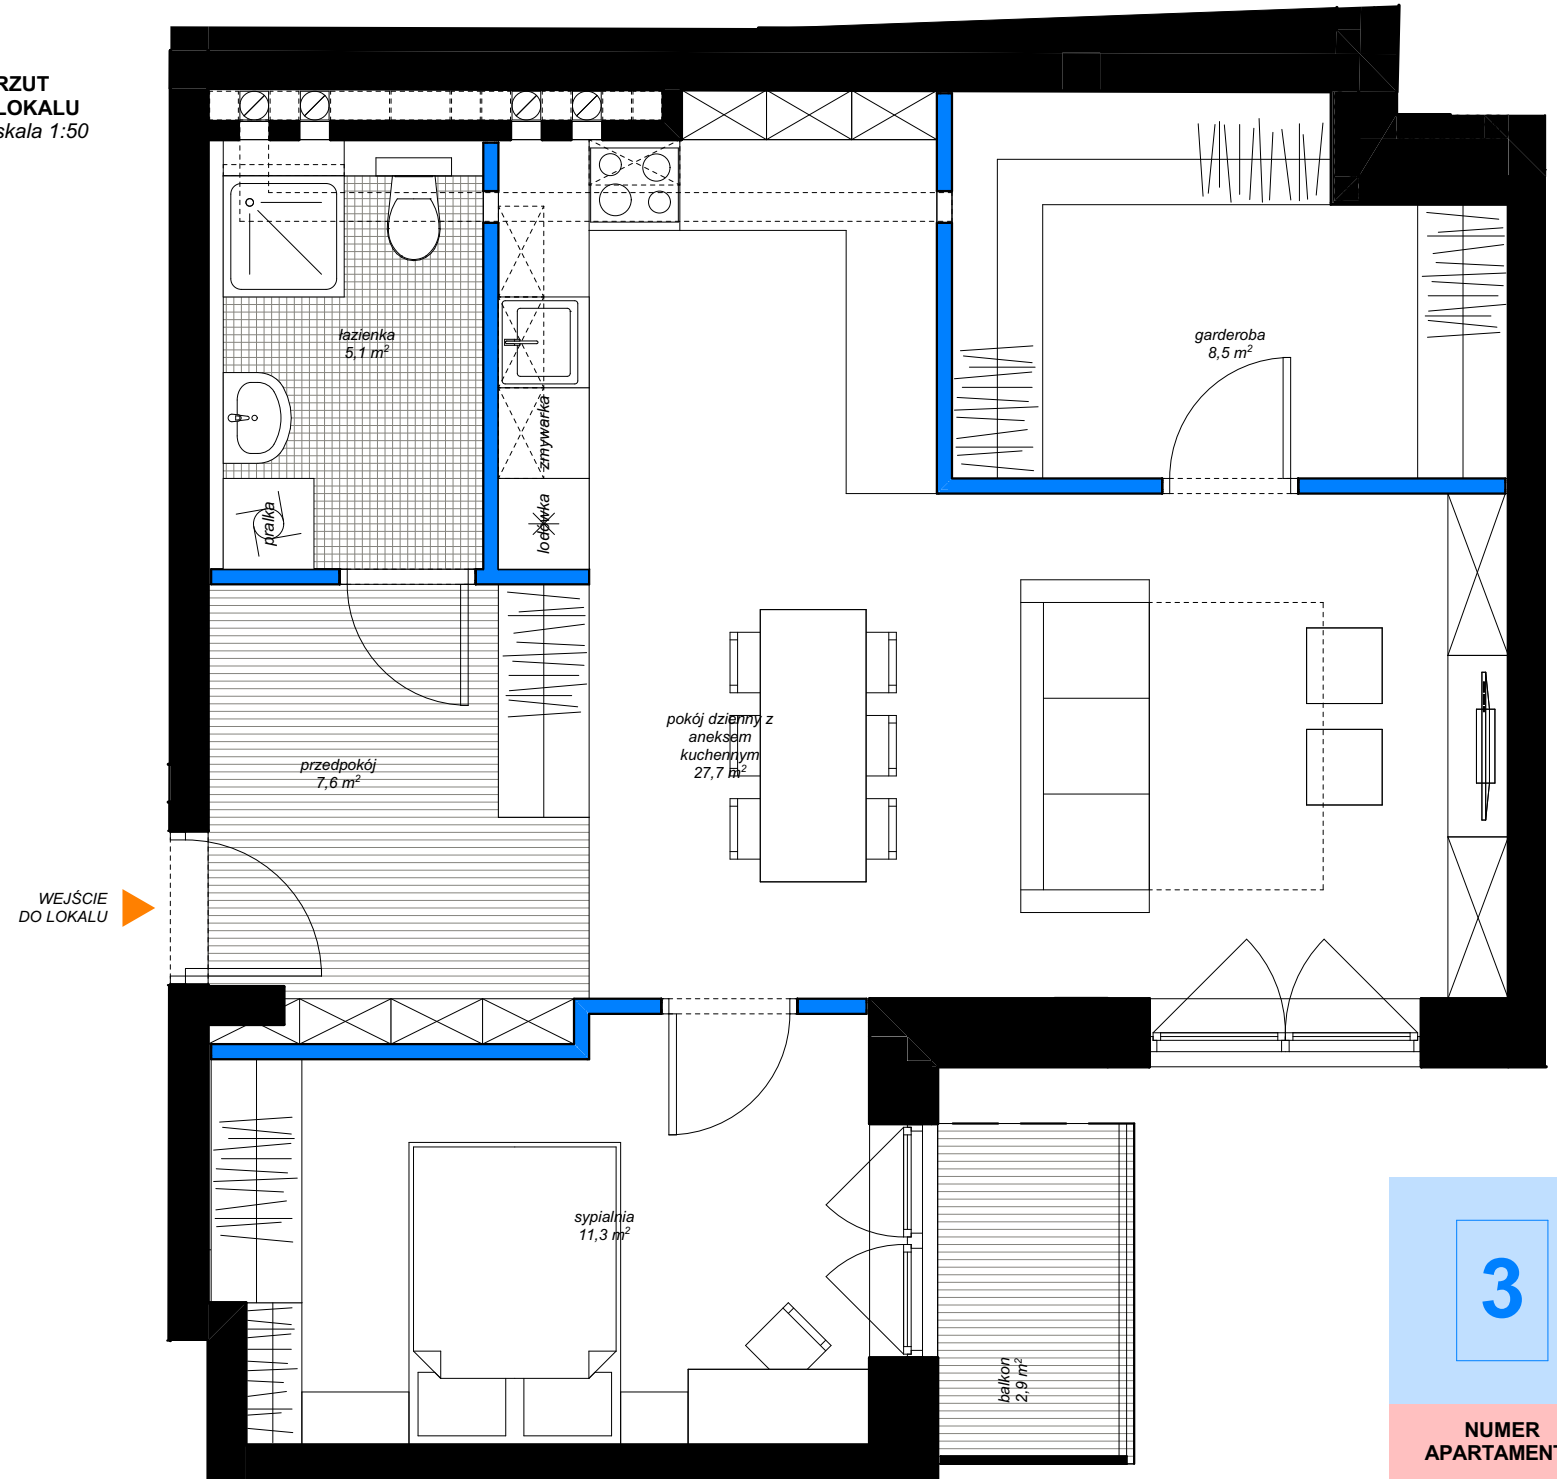 RZUT
LOKALU
skala 1:50
łazienka
5,1 m²
garderoba
8,5 m²
zmywarka
lodówka
pralka
pokój dzienny z
aneksem
kuchennym
27,7 m²
przedpokój
7,6 m²
WEJŚCIE
DO LOKALU
sypialnia
11,3 m²
balkon
2,9 m²
3
NUMER
APARTAMENT